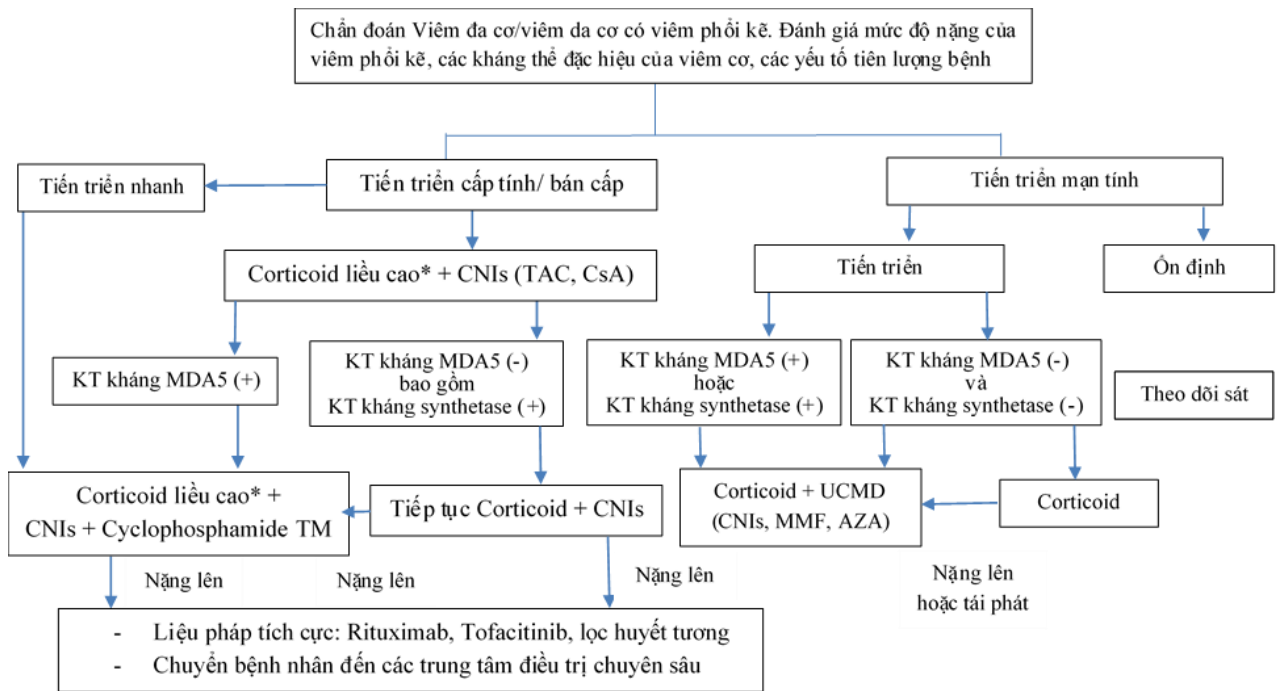 Chẩn đoán Viêm đa cơ/viêm da cơ có viêm phổi kẽ. Đánh giá mức độ nặng của
viêm phổi kẽ, các kháng thể đặc hiệu của viêm cơ, các yếu tố tiên lượng bệnh
Tiến triển nhanh
Tiến triển cấp tính/ bán cấp
Tiến triển mạn tính
Corticoid liều cao* + CNIs (TAC, CsA)
Tiến triển
Ổn định
KT kháng MDA5 (+)
KT kháng MDA5 (-)
bao gồm
KT kháng synthetase (+)
KT kháng MDA5 (+)
hoặc
KT kháng synthetase (+)
KT kháng MDA5 (-)
và
KT kháng synthetase (-)
Theo dõi sát
Corticoid liều cao* +
CNIs + Cyclophosphamide TM
Tiếp tục Corticoid + CNIs
Corticoid + UCMD
(CNIs, MMF, AZA)
Corticoid
Nặng lên
Nặng lên
Nặng lên
Nặng lên
hoặc tái phát
- Liệu pháp tích cực: Rituximab, Tofacitinib, lọc huyết tương
- Chuyển bệnh nhân đến các trung tâm điều trị chuyên sâu